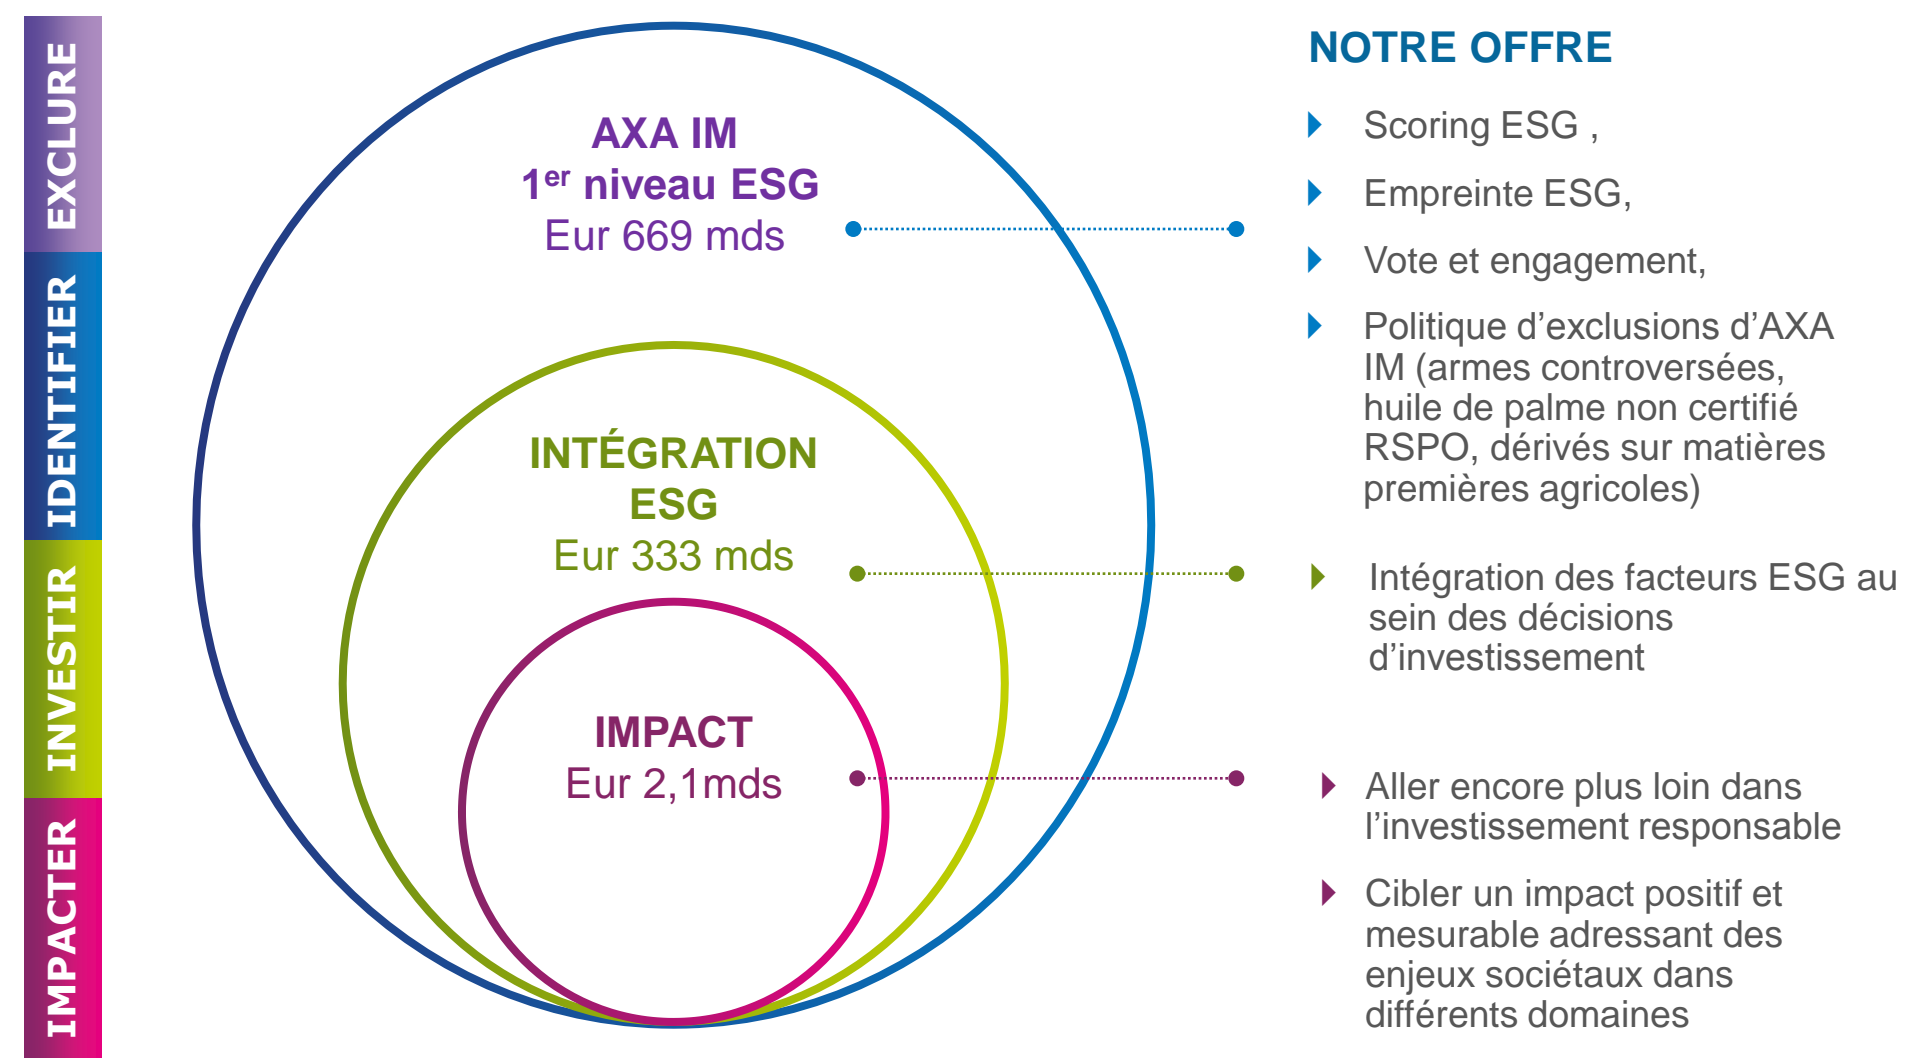 EXCLURE
IDENTIFIER
INVESTIR
IMPACTER
AXA IM
1er niveau ESG
Eur 669 mds
INTÉGRATION
ESG
Eur 333 mds
IMPACT
Eur 2,1mds
NOTRE OFFRE
Scoring ESG ,
Empreinte ESG,
Vote et engagement,
Politique d’exclusions d’AXA
IM (armes controversées,
huile de palme non certifié
RSPO, dérivés sur matières
premières agricoles)
Intégration des facteurs ESG au
sein des décisions
d’investissement
Aller encore plus loin dans
l’investissement responsable
Cibler un impact positif et
mesurable adressant des
enjeux sociétaux dans
différents domaines